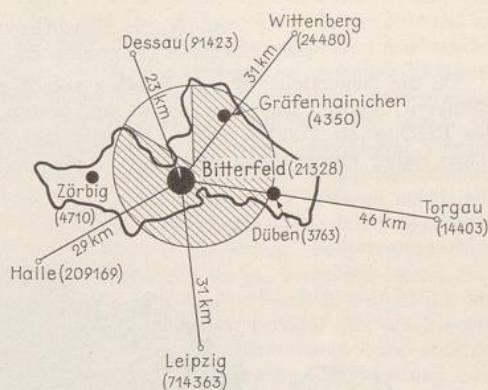 Wittenberg
(24480)
Dessau (91423)
31 km
23 km
Gräfenhainichen
(4350)
Bitterfeld (21328)
Zörbig
(4710)
Torgau
(14403)
46 km
Düben (3763)
29 km
Halle (209169)
31 km
Leipzig
(714363)